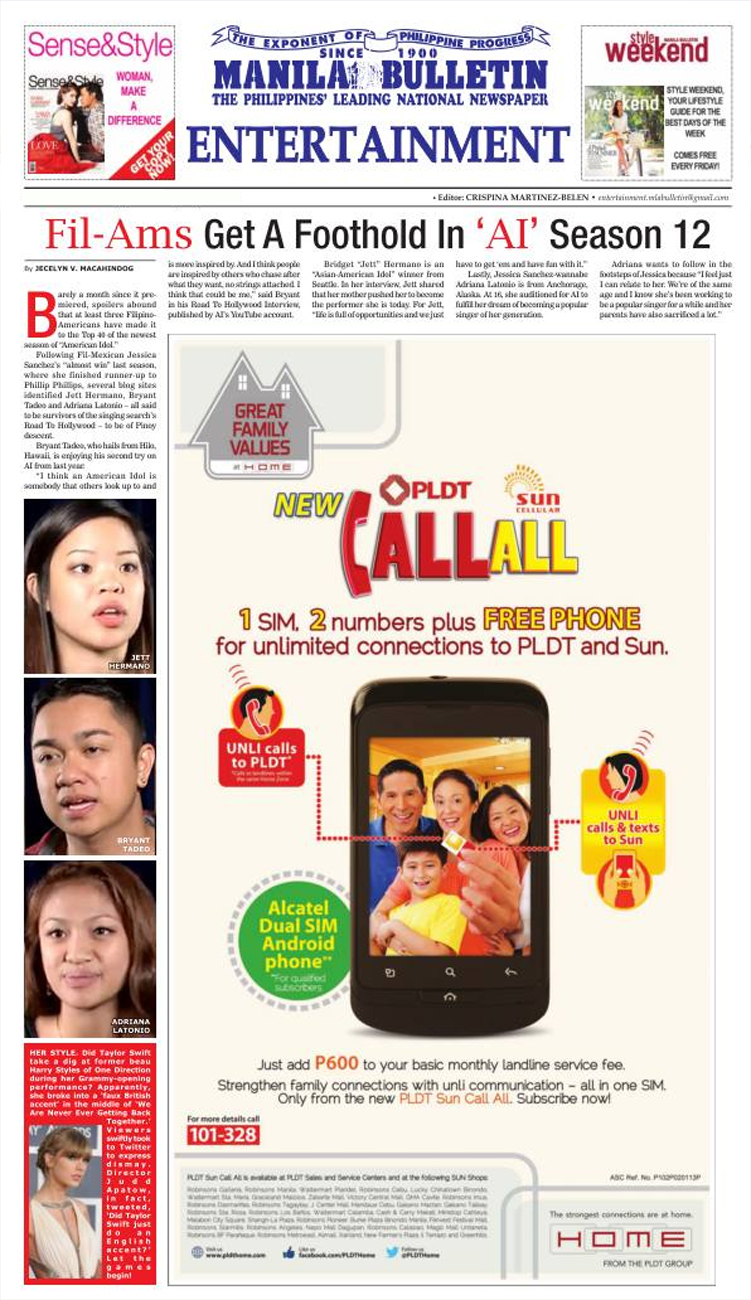 Sense&Style
Sense&Style
LOVE
WOMAN,
MAKE
A
DIFFERENCE
GET YOUR
COPY
NOW!
THE EXPONENT OF PHILIPPINE PROGRESS
SINCE 1900
MANILA BULLETIN
THE PHILIPPINES' LEADING NATIONAL NEWSPAPER
ENTERTAINMENT
style MANILA BULLETIN
weekend
weekend
STYLE WEEKEND,
YOUR LIFESTYLE
GUIDE FOR THE
BEST DAYS OF THE
WEEK
COMES FREE
EVERY FRIDAY!
• Editor: CRISPINA MARTINEZ-BELEN • entertainment.mlabulletin@gmail.com
Fil-Ams Get A Foothold In ‘AI’ Season 12
By JECELYN V. MACAHINDOG
Barely a month since it pre-
miered, spoilers abound
that at least three Filipino-
Americans have made it
to the Top 40 of the newest
season of “American Idol.”
Following Fil-Mexican Jessica
Sanchez's “almost win” last season,
where she finished runner-up to
Phillip Phillips, several blog sites
identified Jett Hermano, Bryant
Tadeo and Adriana Latonio – all said
to be survivors of the singing search's
Road To Hollywood – to be of Pinoy
descent.
Bryant Tadeo, who hails from Hilo,
Hawaii, is enjoying his second try on
AI from last year.
“I think an American Idol is
somebody that others look up to and
is more inspired by. And I think people
are inspired by others who chase after
what they want, no strings attached. I
think that could be me,” said Bryant
in his Road To Hollywood Interview,
published by AI's YouTube account.
Bridget “Jett” Hermano is an
“Asian-American Idol” winner from
Seattle. In her interview, Jett shared
that her mother pushed her to become
the performer she is today. For Jett,
“life is full of opportunities and we just
have to get 'em and have fun with it.”
Lastly, Jessica Sanchez-wannabe
Adriana Latonio is from Anchorage,
Alaska. At 16, she auditioned for AI to
fulfill her dream of becoming a popular
singer of her generation.
Adriana wants to follow in the
footsteps of Jessica because “I feel just
I can relate to her. We're of the same
age and I know she's been working to
be a popular singer for a while and her
parents have also sacrificed a lot.”
JETT
HERMANO
BRYANT
TADEO
ADRIANA
LATONIO
HER STYLE. Did Taylor Swift
take a dig at former beau
Harry Styles of One Direction
during her Grammy-opening
performance? Apparently,
she broke into a 'faux British
accent' in the middle of 'We
Are Never Ever Getting Back
Together.'
Viewers
swiftly took
to Twitter
to express
dismay.
Director
Judd
Apatow,
in fact,
tweeted,
'Did Taylor
Swift just
do an
English
accent?'
Let the
games
begin!
GREAT
FAMILY
VALUES
at HOME
NEW
PLDT
sun
CELLULAR
CALL ALL
1 SIM, 2 numbers plus FREE PHONE
for unlimited connections to PLDT and Sun.
UNLI calls
to PLDT*
*Calls to landlines within
the same Home Zone
UNLI
calls & texts
to Sun
Alcatel
Dual SIM
Android
phone**
**For qualified
subscribers
Just add P600 to your basic monthly landline service fee.
Strengthen family connections with unli communication – all in one SIM.
Only from the new PLDT Sun Call All. Subscribe now!
For more details call
101-328
PLDT Sun Call All is available at PLDT Sales and Service Centers and at the following SUN Shops:
ASC Ref. No. P102P020113P
Visit us
www.pldthome.com
Like us
facebook.com/PLDTHome
Follow us
@PLDTHome
The strongest connections are at home.
HOME
FROM THE PLDT GROUP